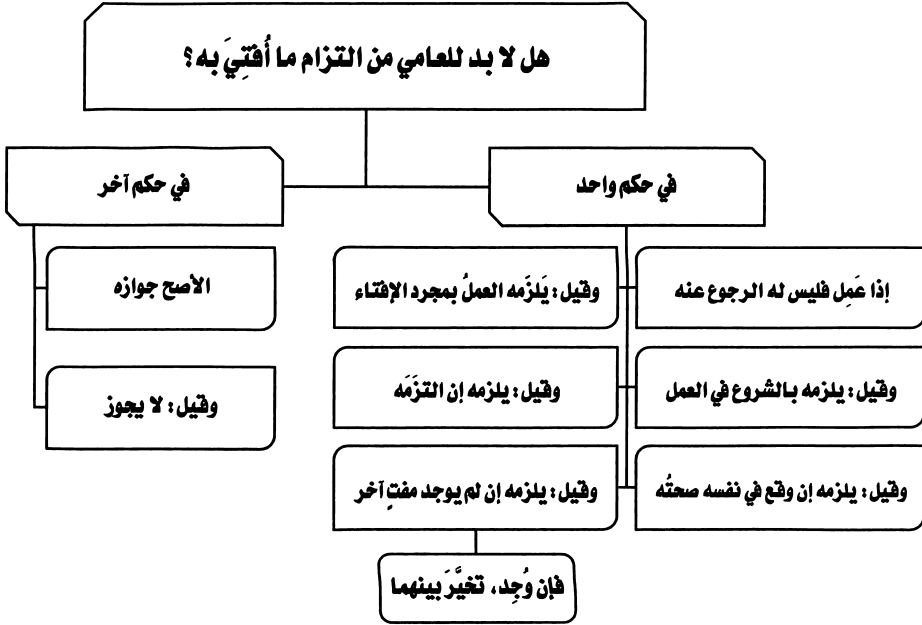 هل لا بد للعامي من التزام ما أُفتِيَ به؟
في حكم واحد
في حكم آخر
إذا عَمِل فليس له الرجوع عنه
وقيل: يَلزَمه العملُ بمجرد الإفتاء
الأصح جوازه
وقيل: يلزمه بالشروع في العمل
وقيل: يلزمه إن التزَمَه
وقيل: لا يجوز
وقيل: يلزمه إن وقع في نفسه صحتُه
وقيل: يلزمه إن لم يوجد مفتٍ آخر
فإن وُجِد، تخيَّرَ بينهما